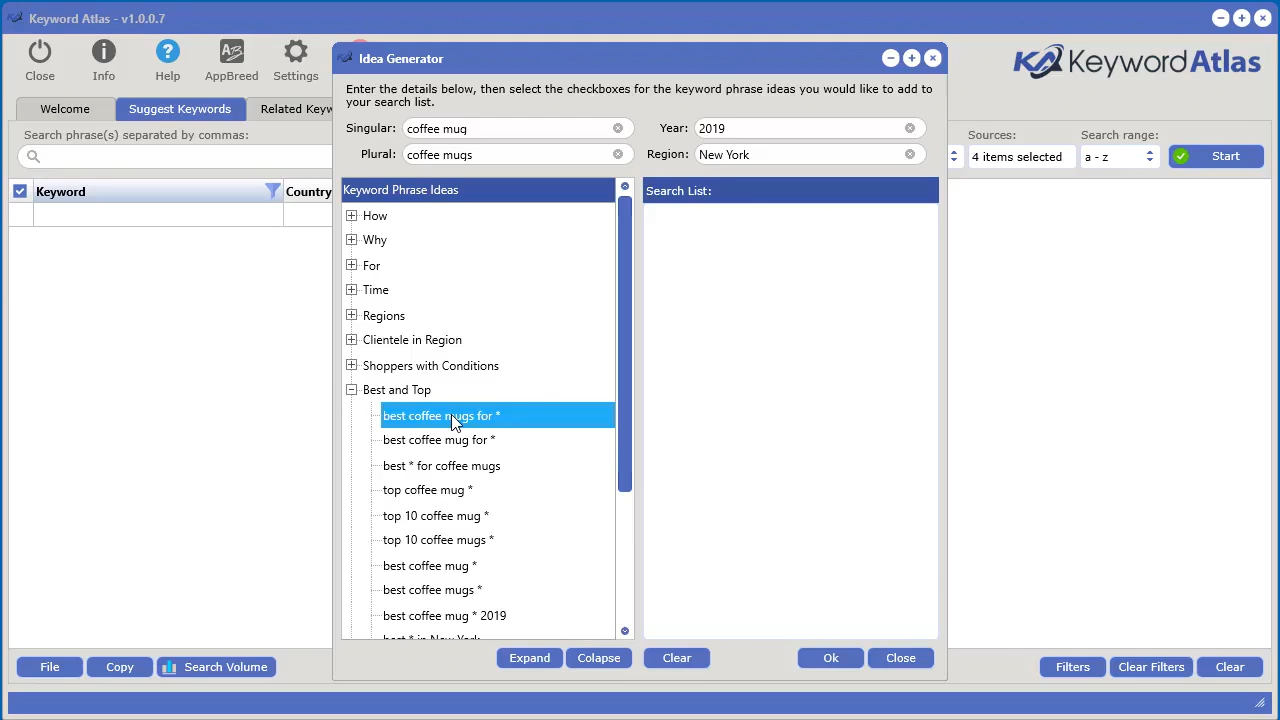 Keyword Atlas - v1.0.0.7
Close
Info
Help
AppBreed
Settings
KeywordAtlas
Welcome
Suggest Keywords
Related Keyw
Search phrase(s) separated by commas:
Sources:
Search range:
4 items selected
a - z
Start
Keyword
Country
Idea Generator
Enter the details below, then select the checkboxes for the keyword phrase ideas you would like to add to
your search list.
Singular: coffee mug
Year: 2019
Plural: coffee mugs
Region: New York
Keyword Phrase Ideas
Search List:
How
Why
For
Time
Regions
Clientele in Region
Shoppers with Conditions
Best and Top
best coffee mugs for *
best coffee mug for *
best * for coffee mugs
top coffee mug *
top 10 coffee mug *
top 10 coffee mugs *
best coffee mug *
best coffee mugs *
best coffee mug * 2019
best * in New York
Expand
Colapse
Clear
Ok
Close
File
Copy
Search Volume
Filters
Clear Filters
Clear